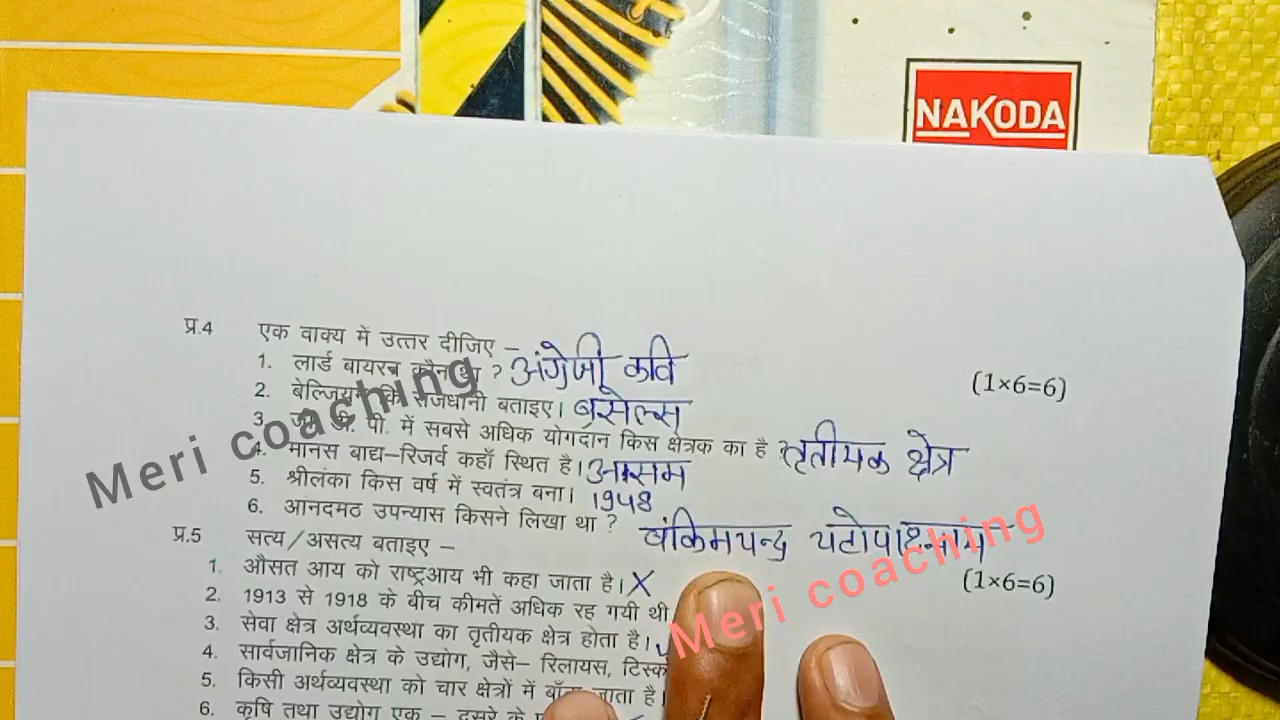 NAKODA
प्र.4 एक वाक्य में उत्तर दीजिए –
(1×6=6)
1. लार्ड बायरन कौन था ? अंग्रेजी कवि
2. बेल्जियम की राजधानी बताइए। ब्रसेल्स
3. जी. डी. पी. में सबसे अधिक योगदान किस क्षेत्रक का है तृतीयक क्षेत्र
4. मानस बाद्य–रिजर्व कहाँ स्थित है। आसम
5. श्रीलंका किस वर्ष में स्वतंत्र बना। 1948
6. आनदमठ उपन्यास किसने लिखा था ? बंकिमचन्द्र चटोपाध्याय
प्र.5 सत्य/असत्य बताइए –
(1×6=6)
1. औसत आय को राष्ट्रआय भी कहा जाता है। X
2. 1913 से 1918 के बीच कीमतें अधिक रह गयी थी
3. सेवा क्षेत्र अर्थव्यवस्था का तृतीयक क्षेत्र होता है।
4. सार्वजानिक क्षेत्र के उद्योग, जैसे– रिलायस, टिस्क
5. किसी अर्थव्यवस्था को चार क्षेत्रों में बाँटा जाता है।
6. कृषि तथा उद्योग एक – दूसरे के
Meri coaching
Meri coaching